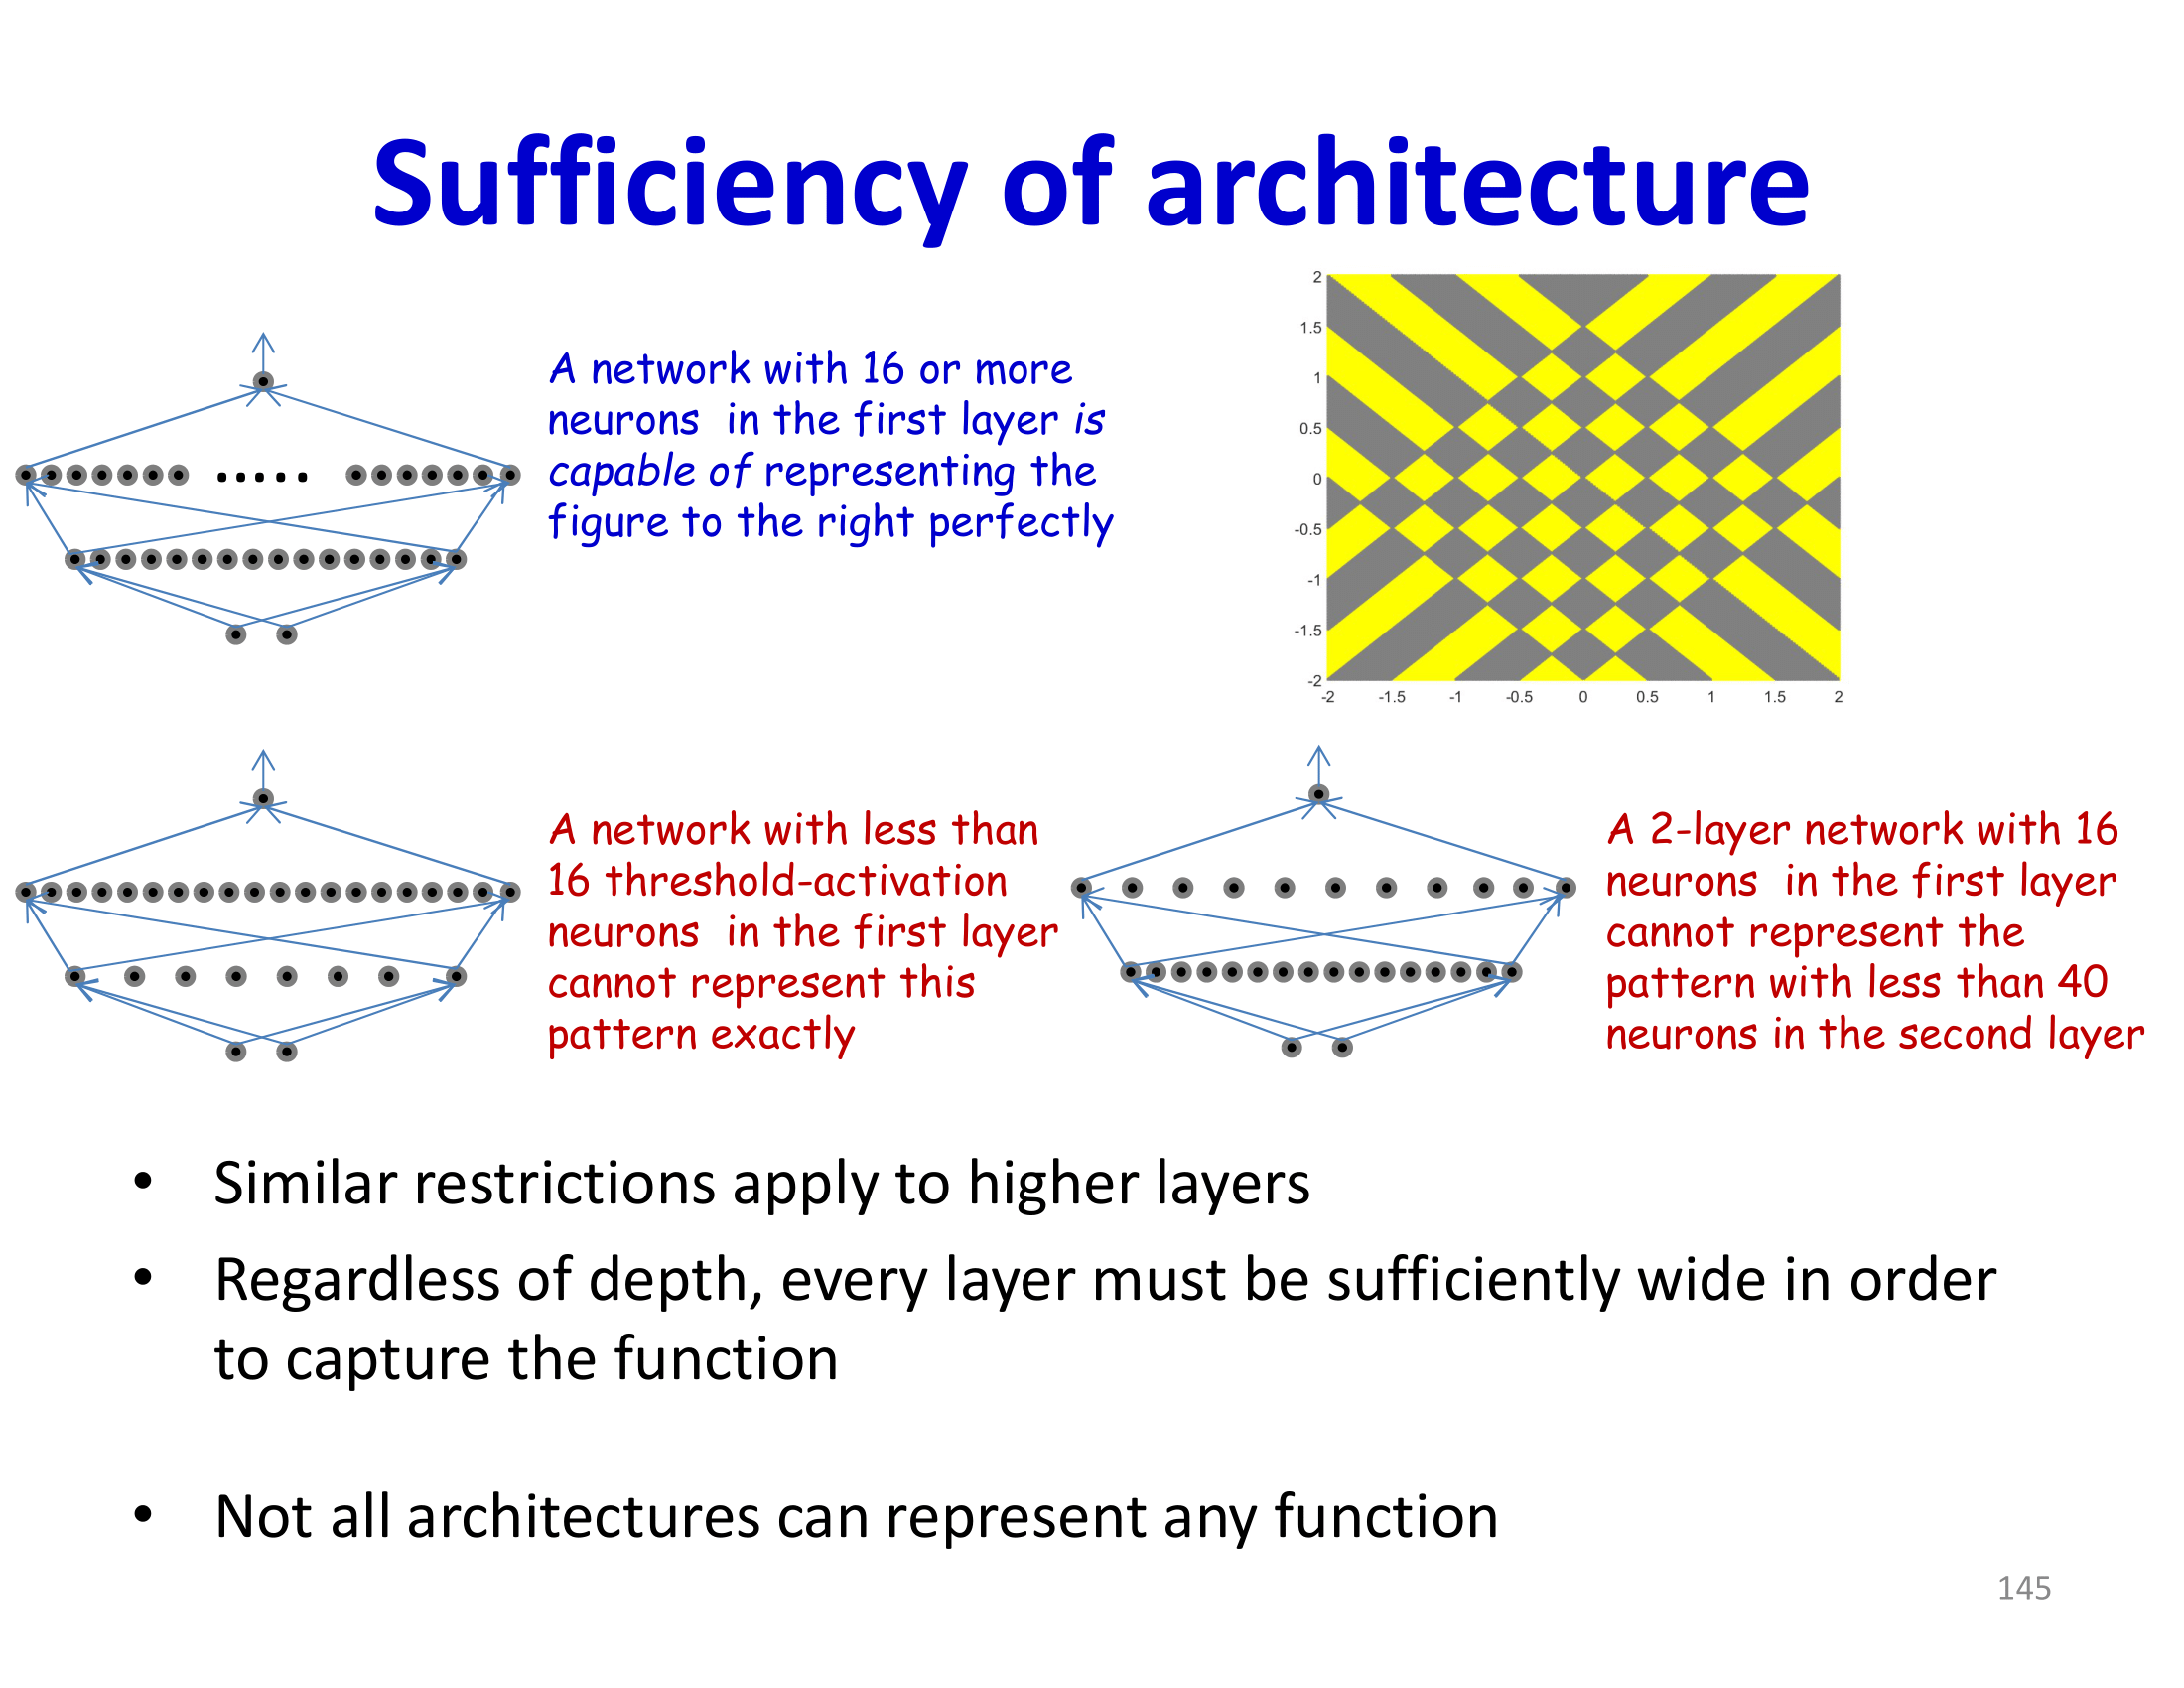 Sufficiency of architecture
A network with 16 or more
neurons in the first layer is
capable of representing the
figure to the right perfectly
2
1.5
1
0.5
0
-0.5
-1
-1.5
-2
-2 -1.5 -1 -0.5 0 0.5 1 1.5 2
A network with less than
16 threshold-activation
neurons in the first layer
cannot represent this
pattern exactly
A 2-layer network with 16
neurons in the first layer
cannot represent the
pattern with less than 40
neurons in the second layer
• Similar restrictions apply to higher layers
• Regardless of depth, every layer must be sufficiently wide in order
to capture the function
• Not all architectures can represent any function
145